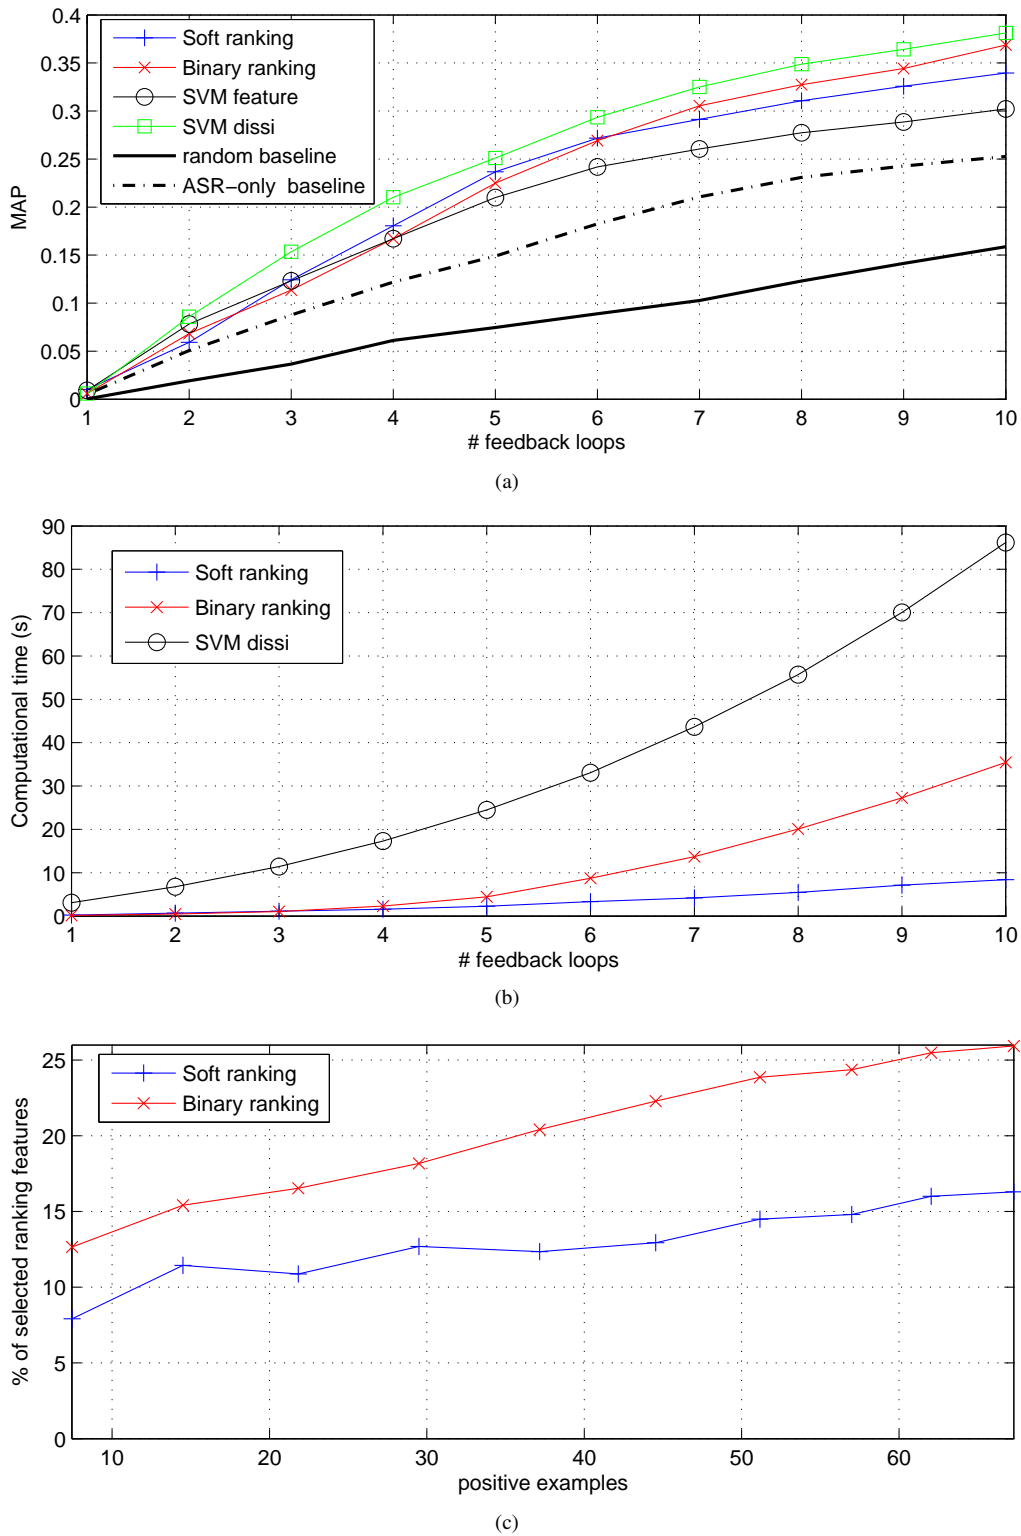 0.4
0.35
0.3
0.25
0.2
0.15
0.1
0.05
0
MAP
Soft ranking
Binary ranking
SVM feature
SVM dissi
random baseline
ASR−only baseline
1 2 3 4 5 6 7 8 9 10
# feedback loops
(a)
90
80
70
60
50
40
30
20
10
0
Computational time (s)
Soft ranking
Binary ranking
SVM dissi
1 2 3 4 5 6 7 8 9 10
# feedback loops
(b)
25
20
15
10
5
0
% of selected ranking features
Soft ranking
Binary ranking
10 20 30 40 50 60
positive examples
(c)